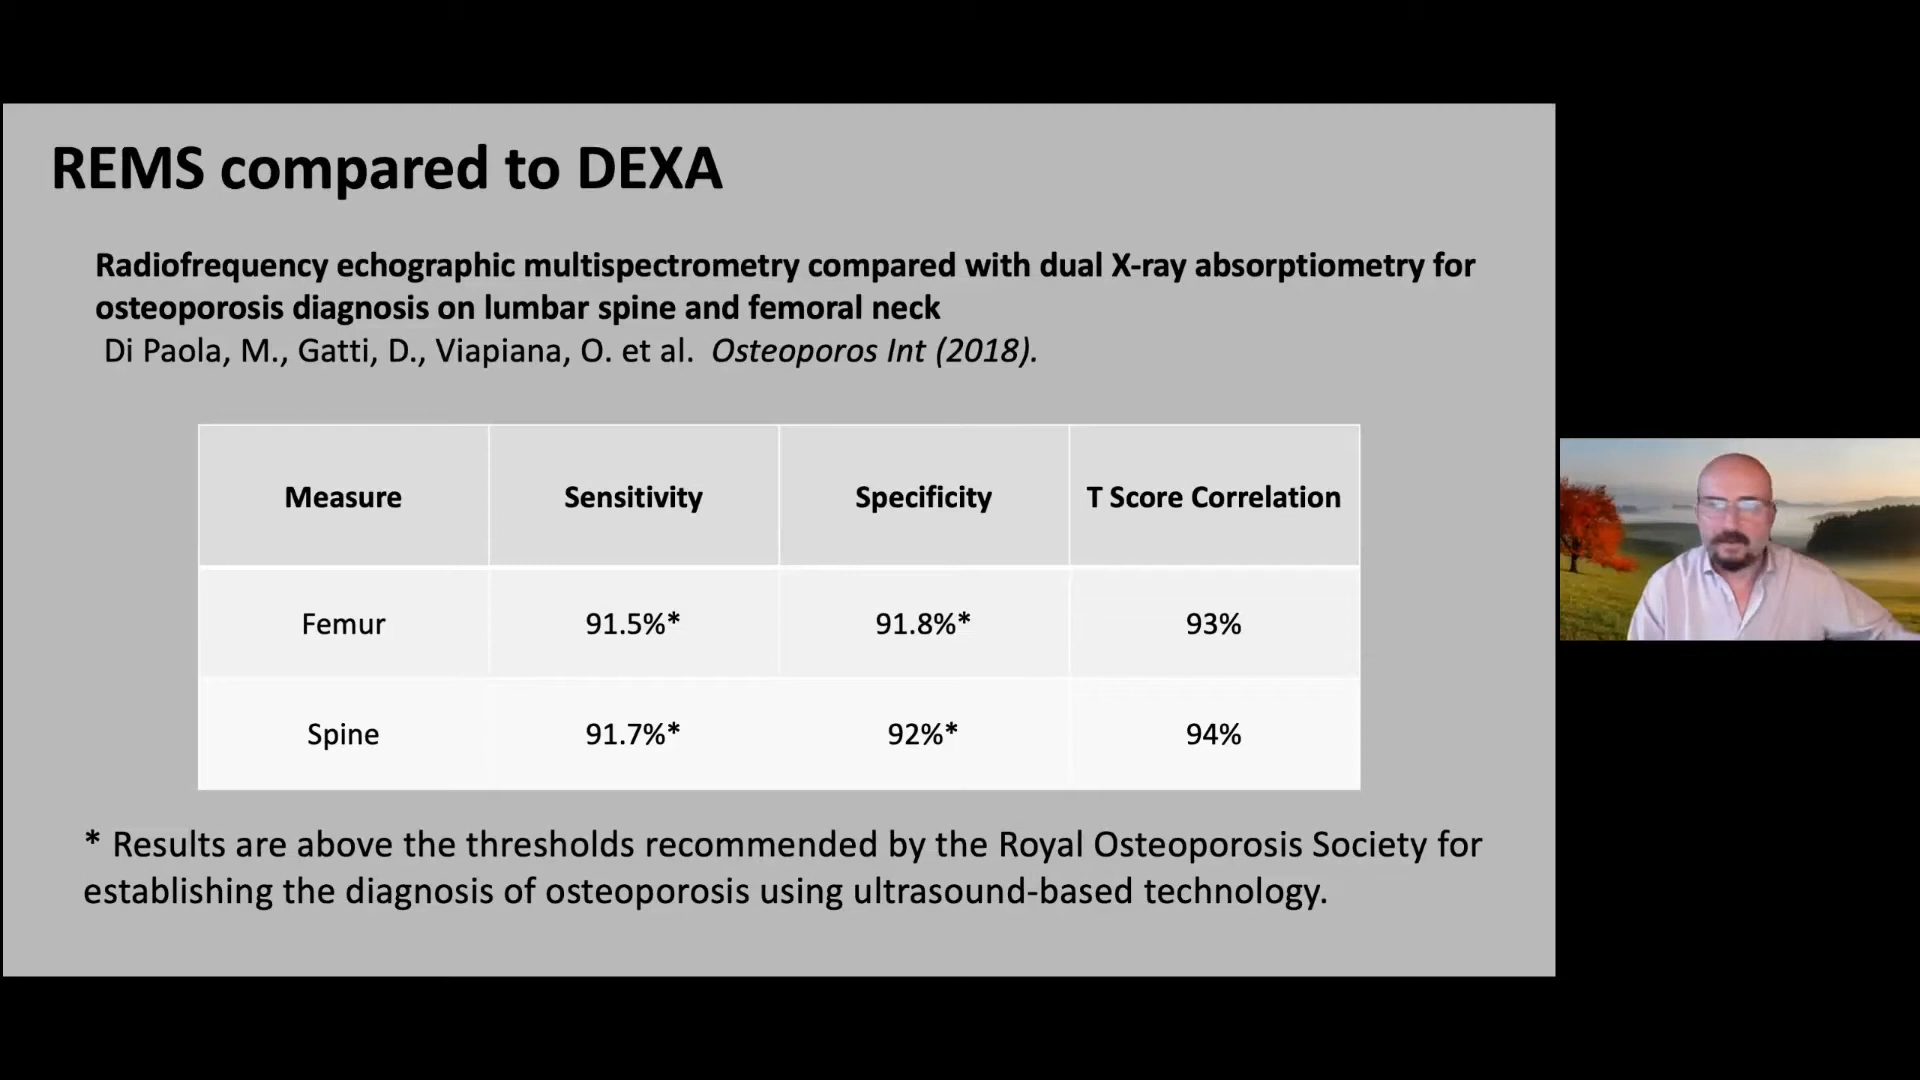 REMS compared to DEXA
Radiofrequency echographic multispectrometry compared with dual X-ray absorptiometry for
osteoporosis diagnosis on lumbar spine and femoral neck
Di Paola, M., Gatti, D., Viapiana, O. et al. Osteoporos Int (2018).
Measure Sensitivity Specificity T Score Correlation
Femur 91.5%* 91.8%* 93%
Spine 91.7%* 92%* 94%
* Results are above the thresholds recommended by the Royal Osteoporosis Society for
establishing the diagnosis of osteoporosis using ultrasound-based technology.